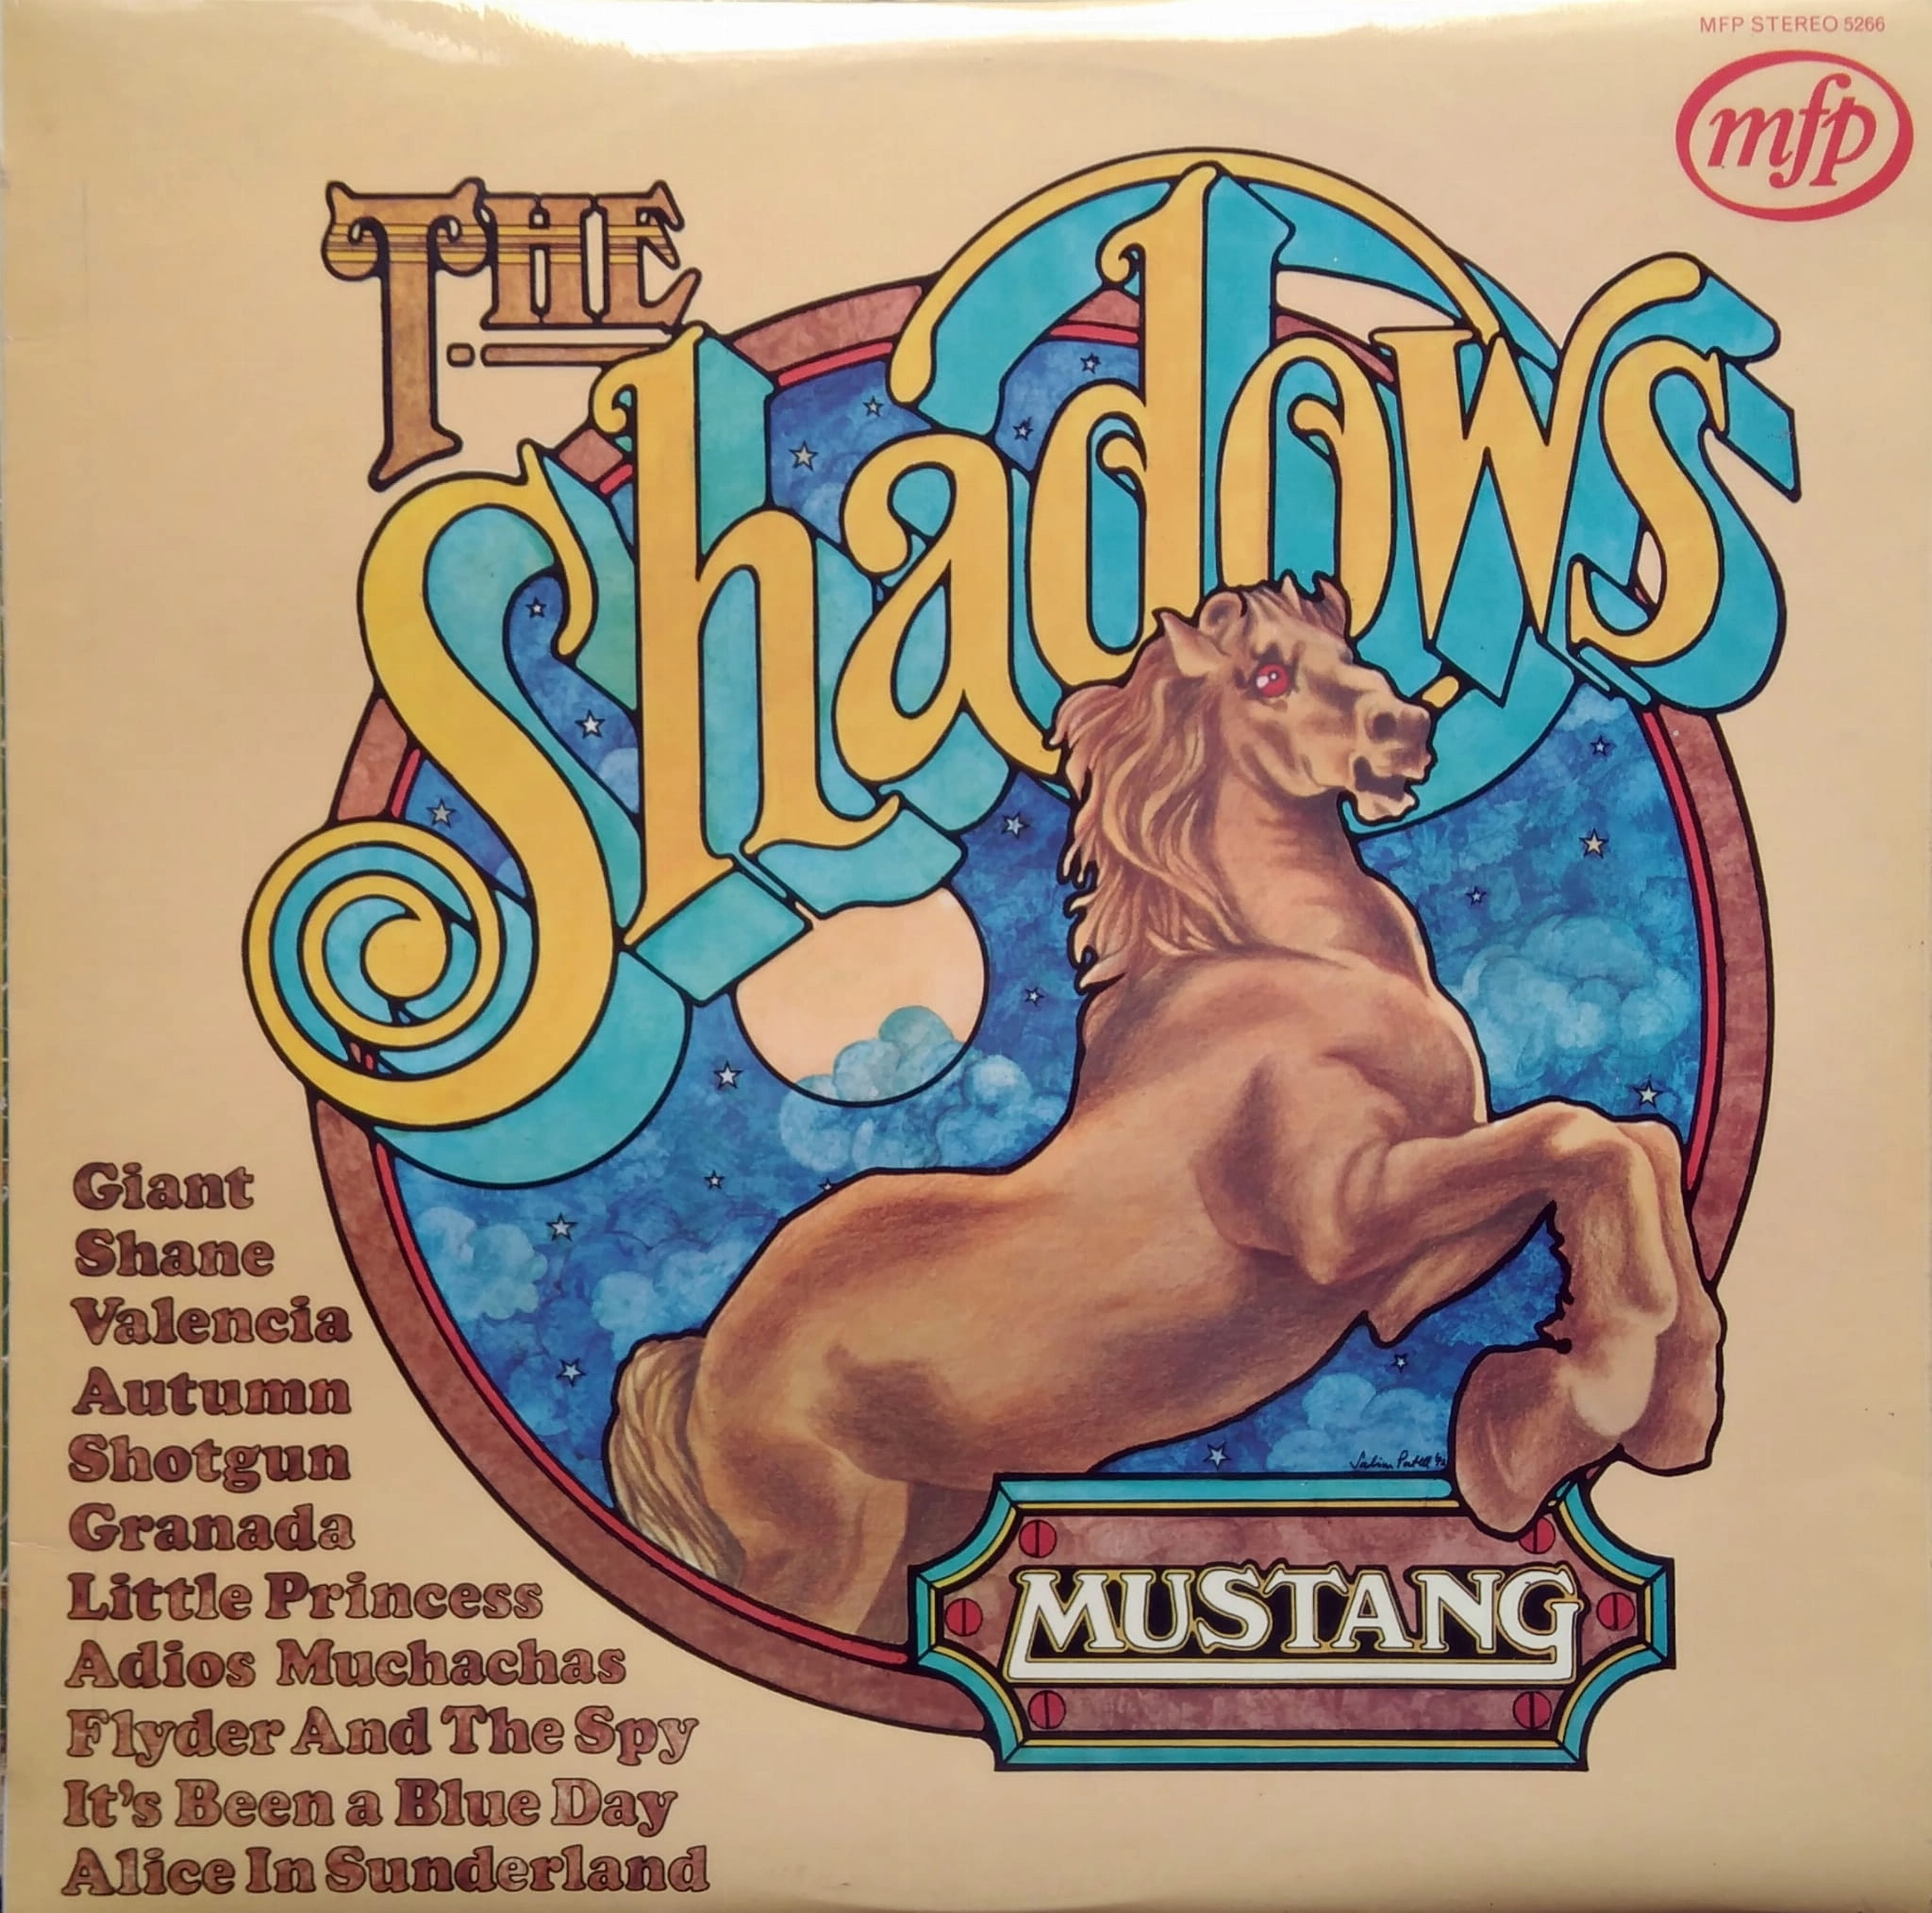 MFP STEREO 5266
mfp
THE
Shadows
Giant
Shane
Valencia
Autumn
Shotgun
Granada
Little Princess
Adios Muchachas
Flyder And The Spy
It's Been a Blue Day
Alice In Sunderland
MUSTANG